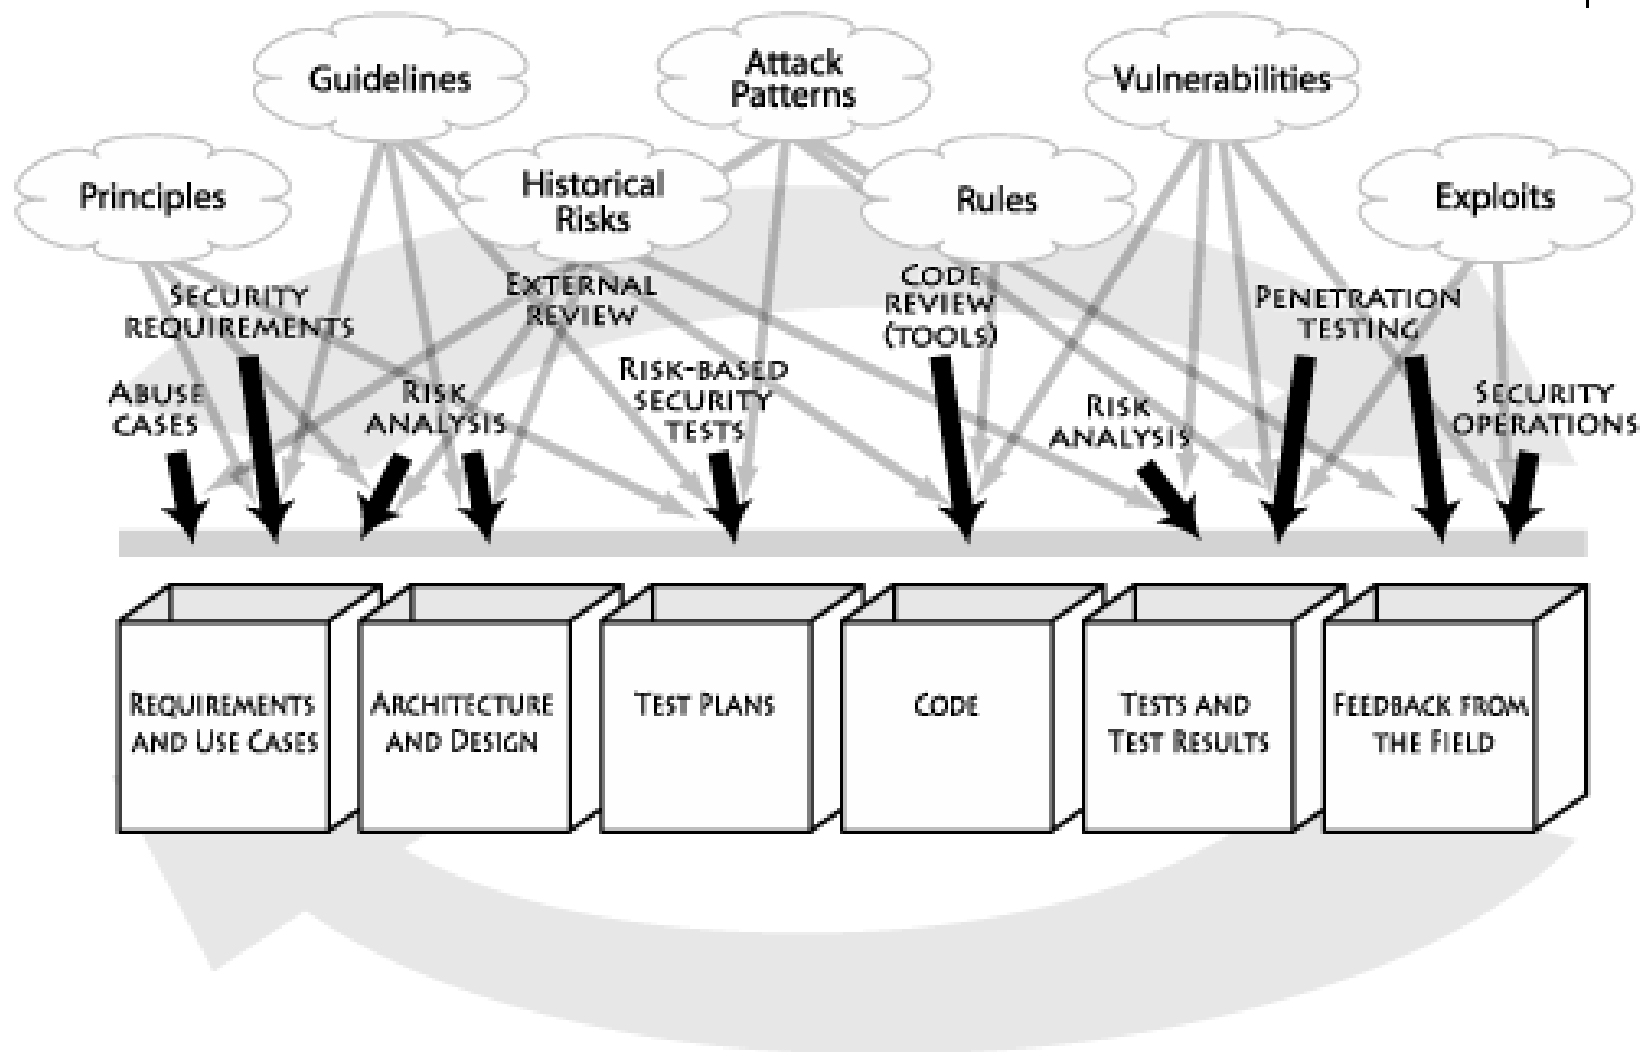 Guidelines
Attack
Patterns
Vulnerabilities
Principles
Historical
Risks
Rules
Exploits
SECURITY
REQUIREMENTS
EXTERNAL
REVIEW
CODE
REVIEW
(TOOLS)
PENETRATION
TESTING
ABUSE
CASES
RISK
ANALYSIS
RISK-BASED
SECURITY
TESTS
RISK
ANALYSIS
SECURITY
OPERATIONS
REQUIREMENTS
AND USE CASES
ARCHITECTURE
AND DESIGN
TEST PLANS
CODE
TESTS AND
TEST RESULTS
FEEDBACK FROM
THE FIELD